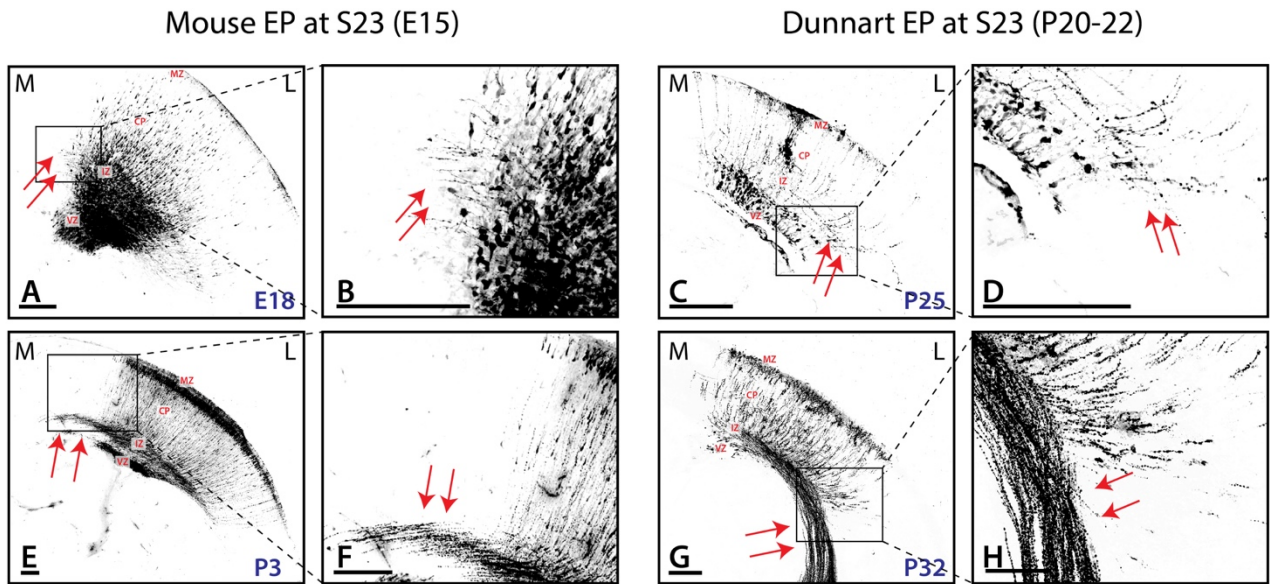 Mouse EP at S23 (E15)
Dunnart EP at S23 (P20-22)
M L
MZ
CP
IZ
VZ
A E18
B
M L
MZ
CP
IZ
VZ
C P25
D
M L
MZ
CP
IZ
VZ
E P3
F
M L
MZ
CP
IZ
VZ
G P32
H